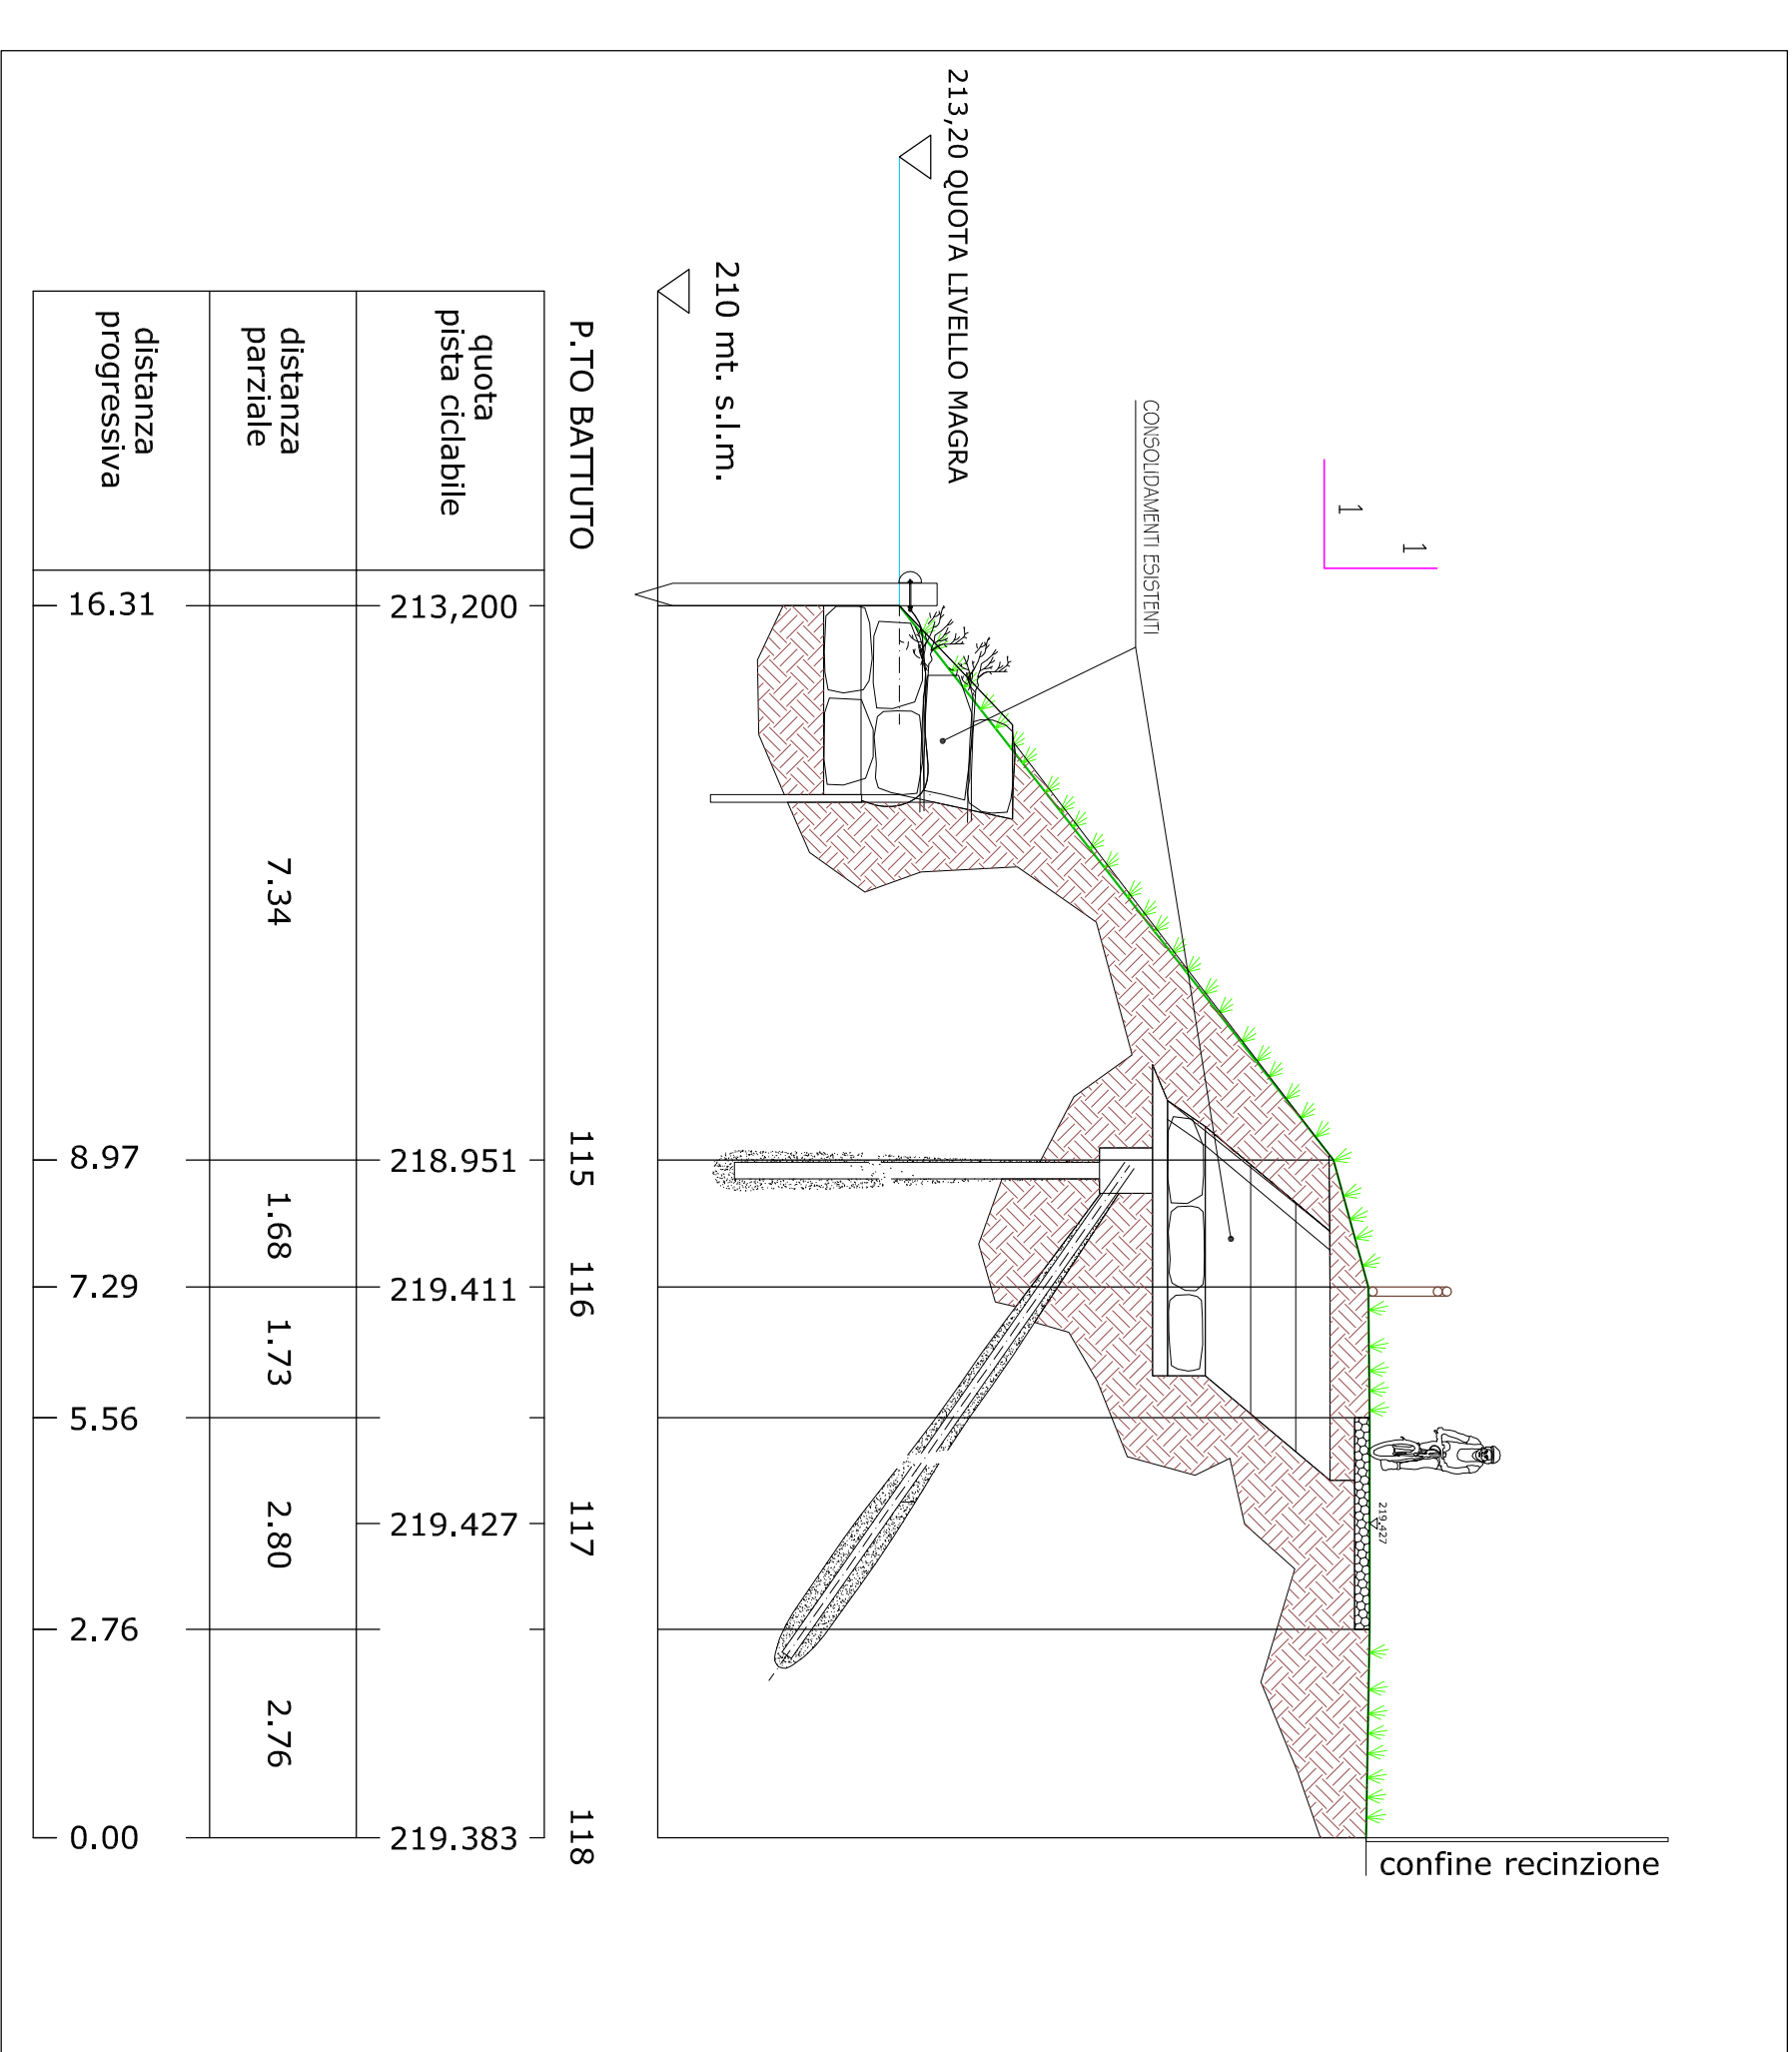 213,20 QUOTA LIVELLO MAGRA
210 mt. s.l.m.
CONSOLIDAMENTI ESISTENTI
1
1
219.427
confine recinzione
P.TO BATTUTO
115
116
117
118
quota
pista ciclabile
213,200
218.951
219.411
219.427
219.383
distanza
parziale
7.34
1.68
1.73
2.80
2.76
distanza
progressiva
16.31
8.97
7.29
5.56
2.76
0.00